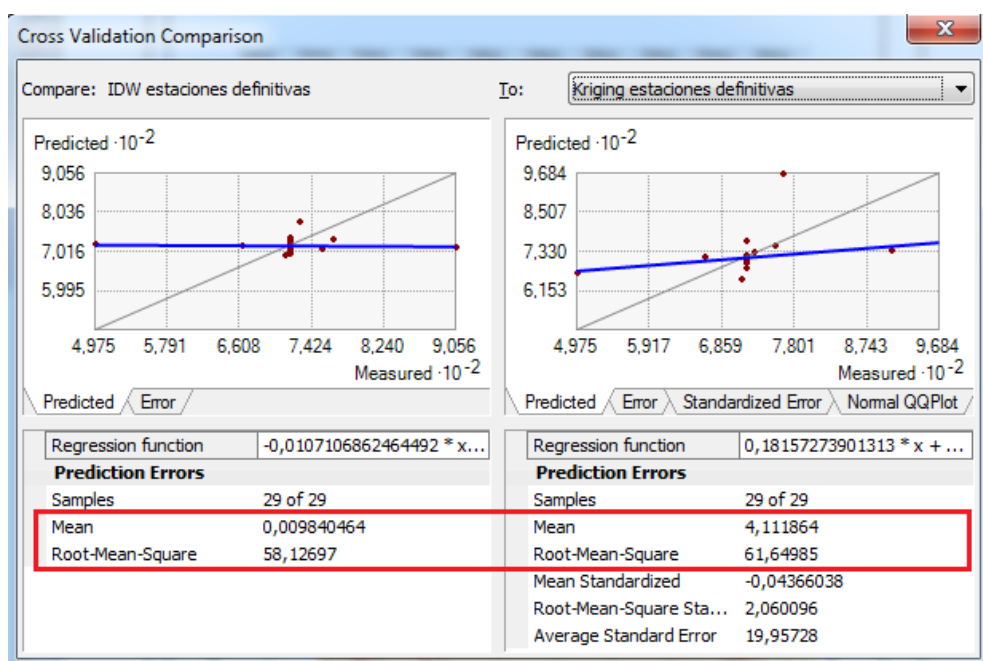 Cross Validation Comparison
Compare: IDW estaciones definitivas To: Kriging estaciones definitivas
Predicted ·10-2
9,056
8,036
7,016
5,995
4,975 5,791 6,608 7,424 8,240 9,056
Measured ·10-2
Predicted Error
Regression function -0,0107106862464492 * x...
Prediction Errors
Samples 29 of 29
Mean 0,009840464
Root-Mean-Square 58,12697
Predicted ·10-2
9,684
8,507
7,330
6,153
4,975 5,917 6,859 7,801 8,743 9,684
Measured ·10-2
Predicted Error Standardized Error Normal QQPlot
Regression function 0,18157273901313 * x + ...
Prediction Errors
Samples 29 of 29
Mean 4,111864
Root-Mean-Square 61,64985
Mean Standardized -0,04366038
Root-Mean-Square Sta... 2,060096
Average Standard Error 19,95728